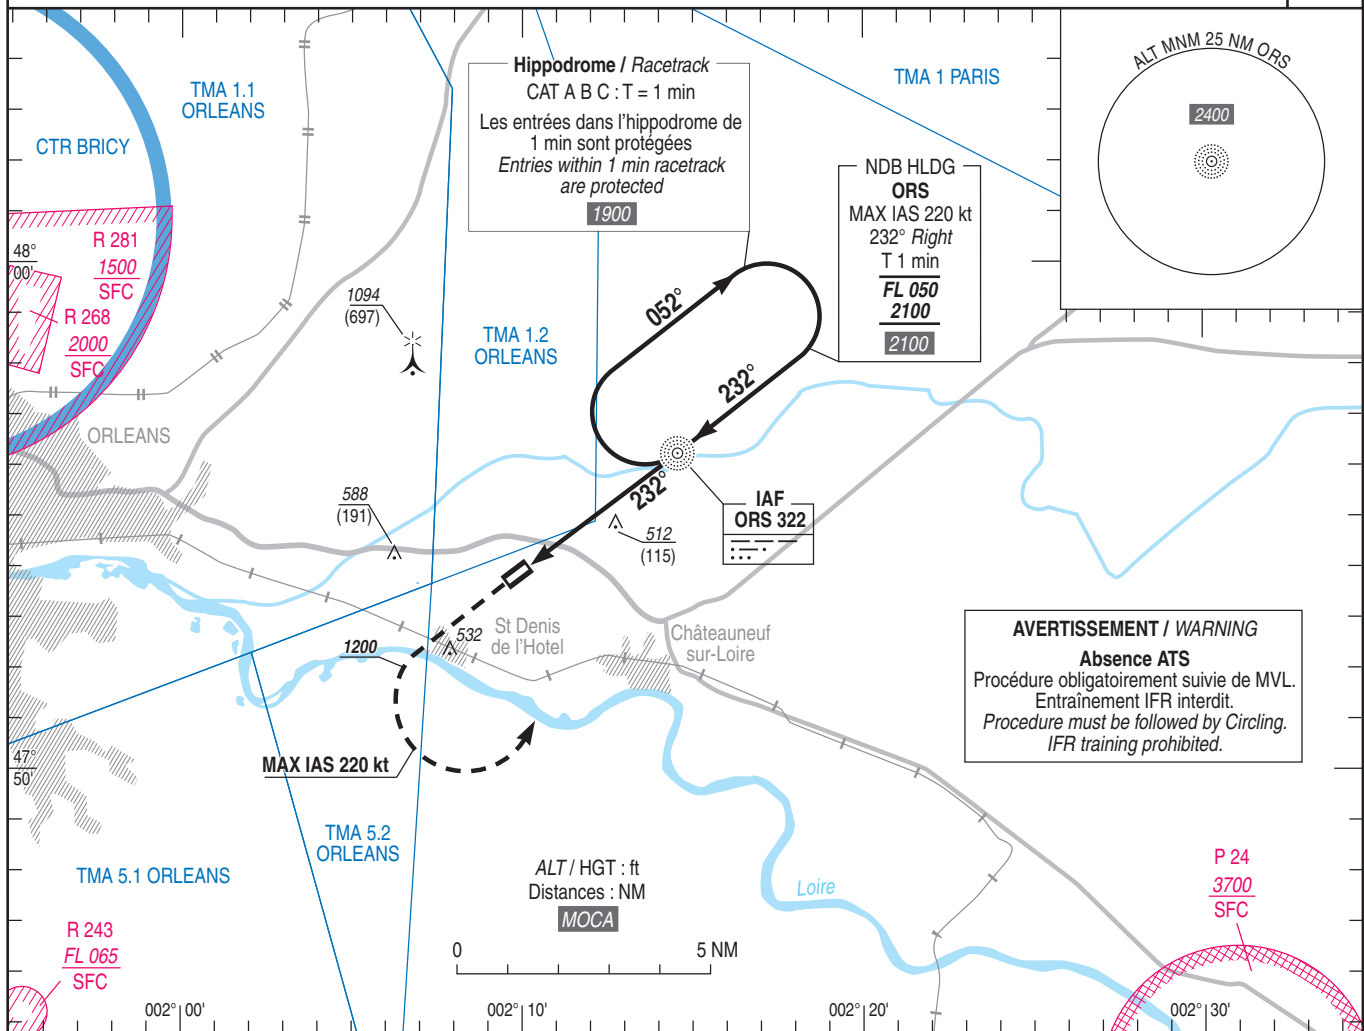 TMA 1.1
ORLEANS
CTR BRICY
R 281
1500
SFC
R 268
2000
SFC
48°
00'
ORLEANS
1094
(697)
588
(191)
Hippodrome / Racetrack
CAT A B C : T = 1 min
Les entrées dans l'hippodrome de
1 min sont protégées
Entries within 1 min racetrack
are protected
1900
TMA 1 PARIS
NDB HLDG
ORS
MAX IAS 220 kt
232° Right
T 1 min
FL 050
2100
2100
ALT MNM 25 NM ORS
2400
TMA 1.2
ORLEANS
052°
232°
232°
IAF
ORS 322
512
(115)
532
1200
St Denis
de l'Hotel
Châteauneuf
sur-Loire
MAX IAS 220 kt
AVERTISSEMENT / WARNING
Absence ATS
Procédure obligatoirement suivie de MVL.
Entraînement IFR interdit.
Procedure must be followed by Circling.
IFR training prohibited.
47°
50'
TMA 5.2
ORLEANS
TMA 5.1 ORLEANS
ALT / HGT : ft
Distances : NM
MOCA
0 5 NM
Loire
P 24
3700
SFC
R 243
FL 065
SFC
002° 00'
002° 10'
002° 20'
002° 30'